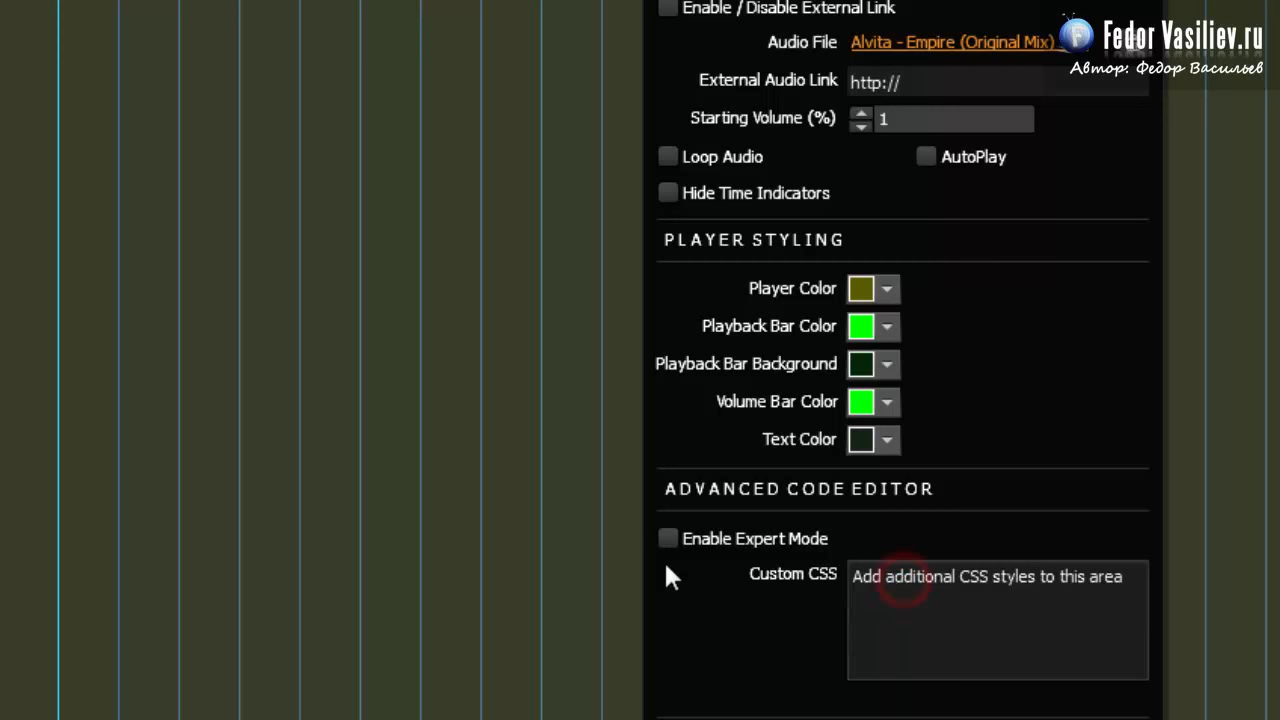 Enable / Disable External Link
Fedor Vasiliev.ru
Автор: Федор Васильев
Audio File Alvita - Empire (Original Mix)
External Audio Link http://
Starting Volume (%) 1
Loop Audio AutoPlay
Hide Time Indicators
PLAYER STYLING
Player Color
Playback Bar Color
Playback Bar Background
Volume Bar Color
Text Color
ADVANCED CODE EDITOR
Enable Expert Mode
Custom CSS Add additional CSS styles to this area